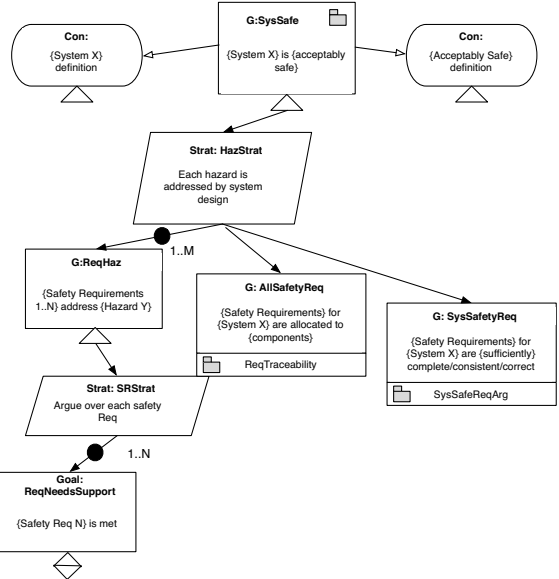 G:SysSafe
{System X} is {acceptably
safe}
Con:
{System X}
definition
Con:
{Acceptably Safe}
definition
Strat: HazStrat
Each hazard is
addressed by system
design
1..M
G:ReqHaz
{Safety Requirements
1..N} address {Hazard Y}
G: AllSafetyReq
{Safety Requirements} for
{System X} are allocated to
{components}
ReqTraceability
G: SysSafetyReq
{Safety Requirements} for
{System X} are {sufficiently}
complete/consistent/correct
SysSafeReqArg
Strat: SRStrat
Argue over each safety
Req
1..N
Goal:
ReqNeedsSupport
{Safety Req N} is met